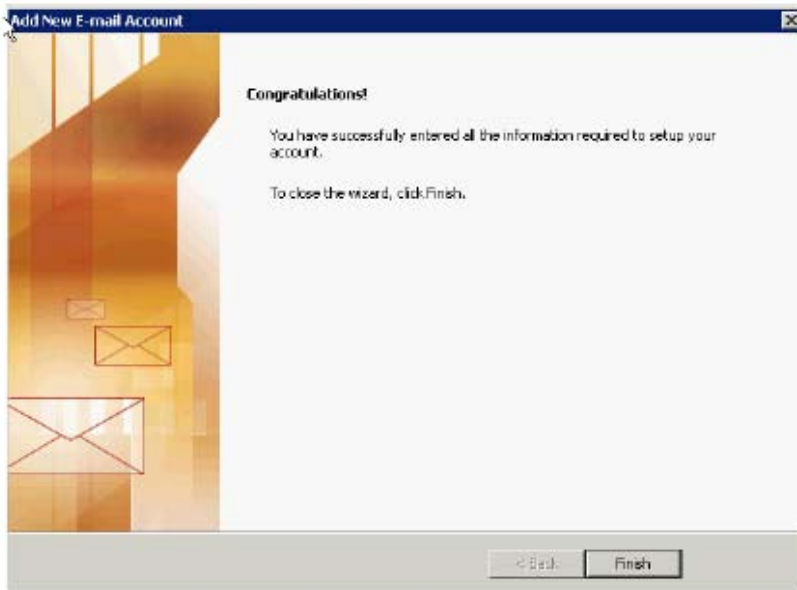 Add New E-mail Account
Congratulations!
You have successfully entered all the information required to setup your
account.
To close the wizard, click Finish.
< Back
Finish